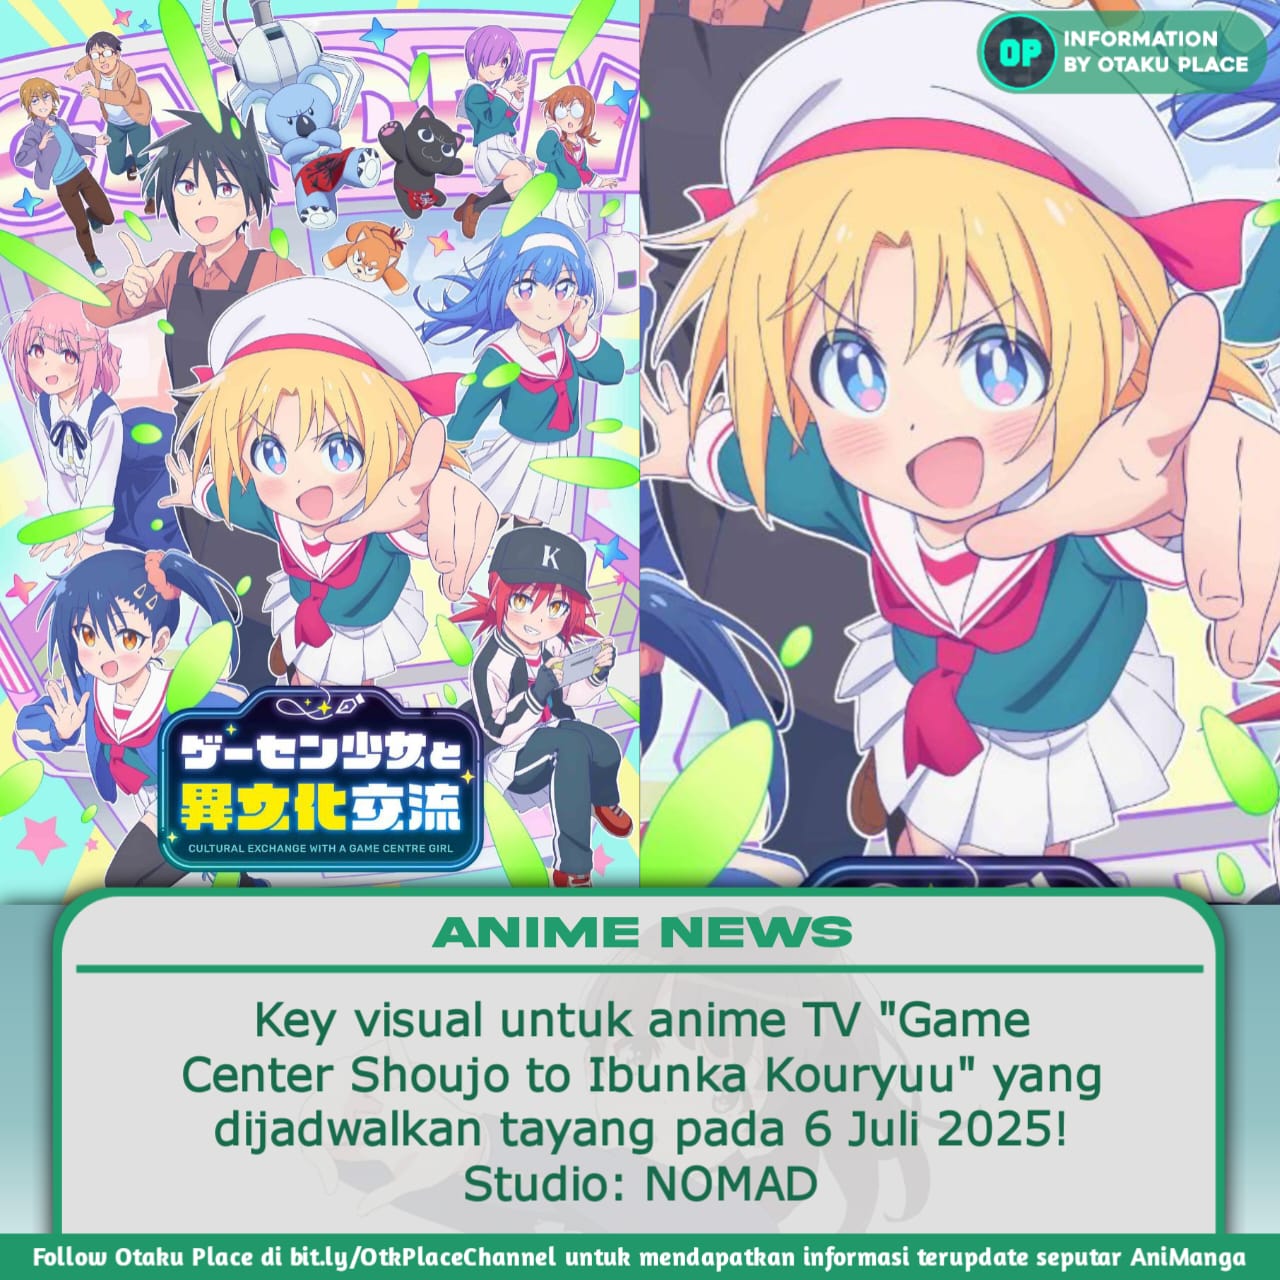 OP INFORMATION
BY OTAKU PLACE
K
ゲーセン少女と
異文化交流
CULTURAL EXCHANGE WITH A GAME CENTRE GIRL
ANIME NEWS
Key visual untuk anime TV "Game
Center Shoujo to Ibunka Kouryuu" yang
dijadwalkan tayang pada 6 Juli 2025!
Studio: NOMAD
Follow Otaku Place di bit.ly/OtkPlaceChannel untuk mendapatkan informasi terupdate seputar AniManga